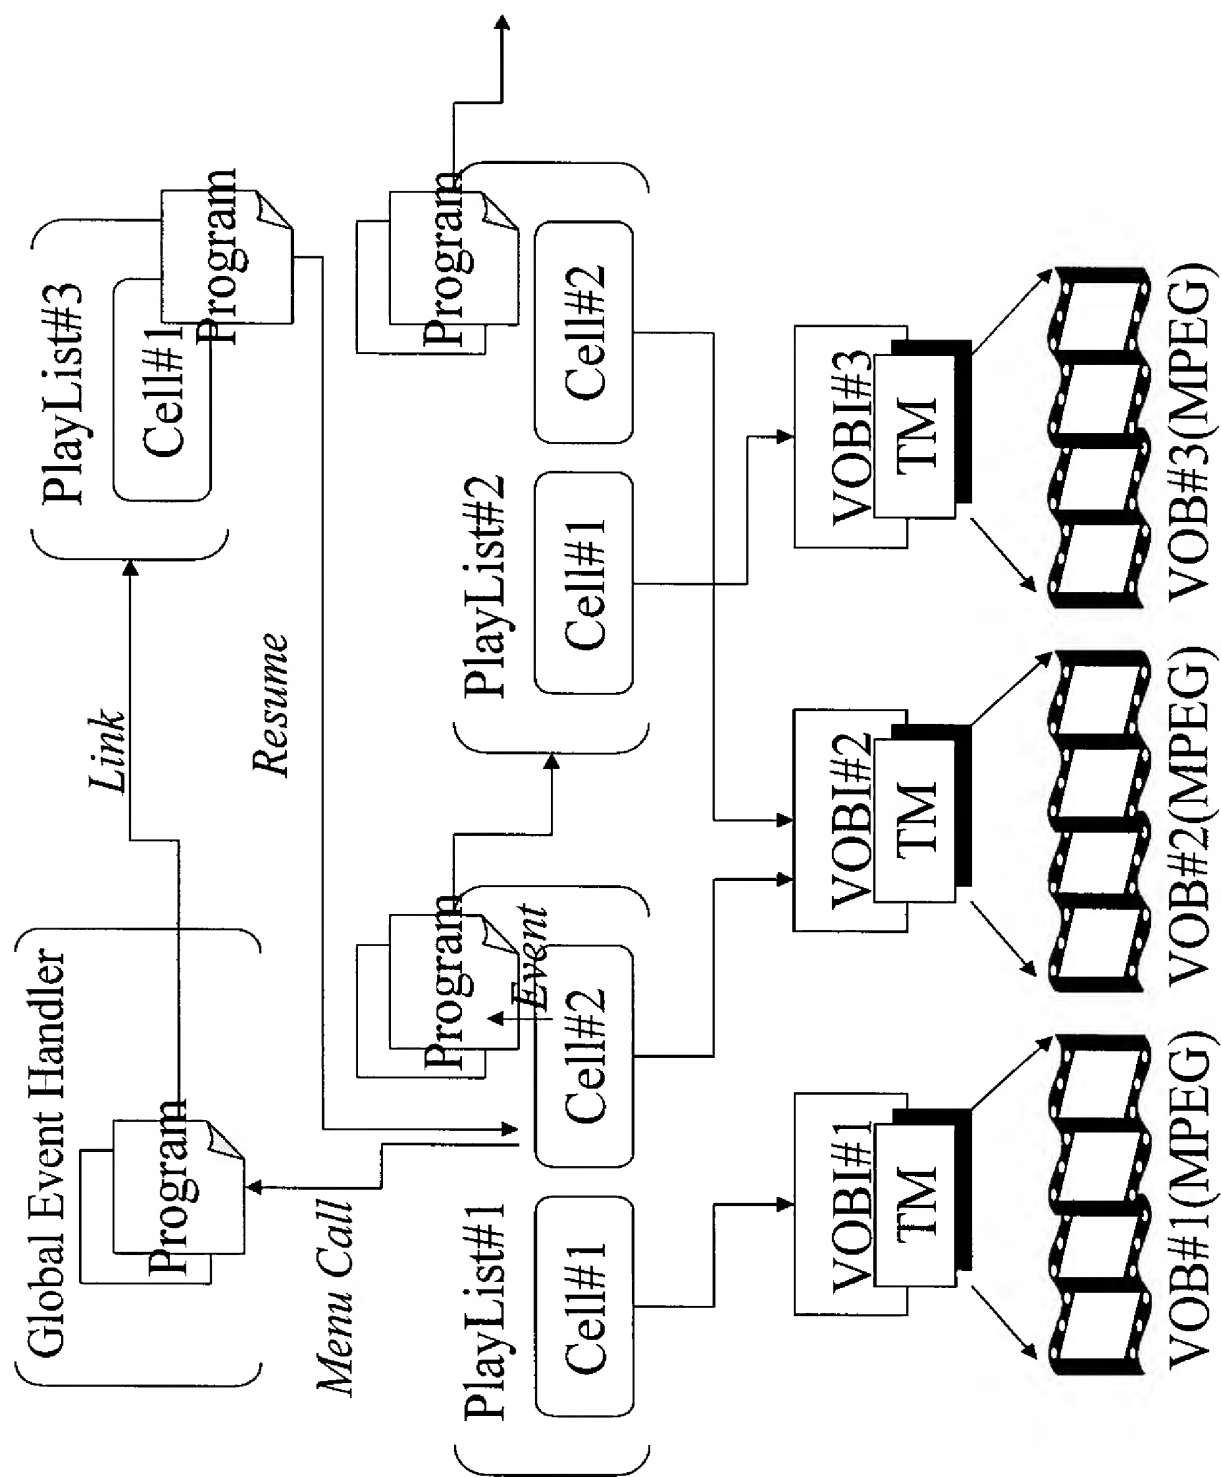 Global Event Handler
Program
Link
PlayList#3
Cell#1
Program
Menu Call
Resume
PlayList#1
Cell#1
Cell#2
Program
Event
PlayList#2
Cell#1
Cell#2
Program
VOBI#1
TM
VOBI#2
TM
VOBI#3
TM
VOB#1(MPEG)
VOB#2(MPEG)
VOB#3(MPEG)